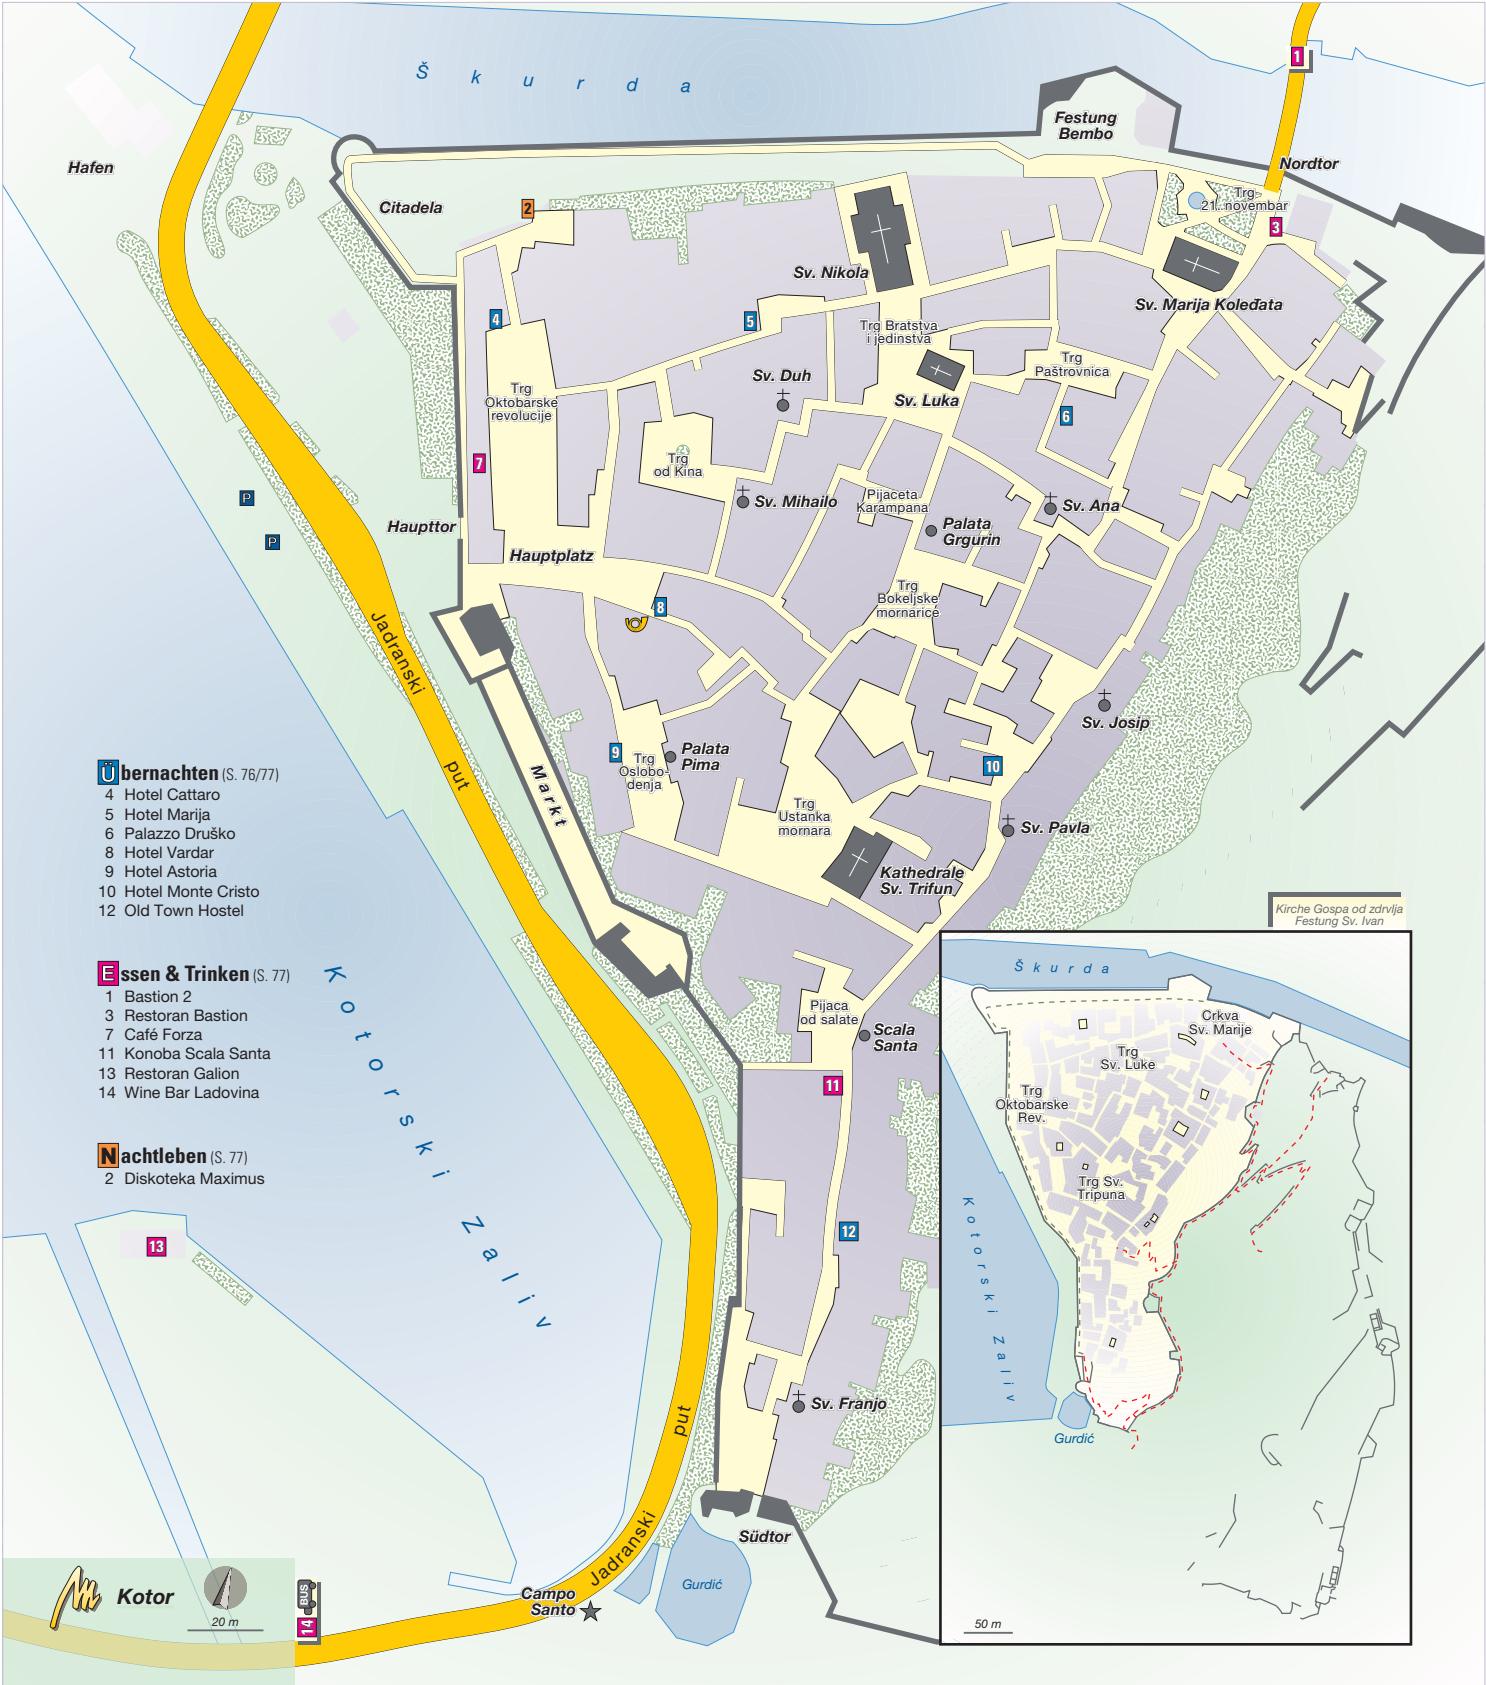 Škurda
1
Festung
Bembo
Hafen
Nordtor
Citadela
2
Trg
21. novembar
3
Sv. Nikola
Sv. Marija Koleđata
4
5
Trg Bratstva
i jedinstva
Trg
Paštrovnica
Sv. Duh
Trg
Oktobarske
revolucije
Sv. Luka
6
7
Trg
od Kina
P
Sv. Mihailo
Pijaceta
Karampana
Sv. Ana
Haupttor
Palata
Grgurin
P
Hauptplatz
Trg
Bokeljske
mornarice
8
Jadranski
put
Sv. Josip
9
Trg
Oslobo-
denja
Palata
Pima
10
Markt
Trg
Ustanka
mornara
Sv. Pavla
Kathedrale
Sv. Trifun
Übernachten (S. 76/77)
4 Hotel Cattaro
5 Hotel Marija
6 Palazzo Druško
8 Hotel Vardar
9 Hotel Astoria
10 Hotel Monte Cristo
12 Old Town Hostel
Essen & Trinken (S. 77)
1 Bastion 2
3 Restoran Bastion
7 Café Forza
11 Konoba Scala Santa
13 Restoran Galion
14 Wine Bar Ladovina
Nachtleben (S. 77)
2 Diskoteka Maximus
Kotorski Zaliv
Pijaca
od salate
Scala
Santa
11
12
13
Sv. Franjo
put
Jadranski
Südtor
Gurdić
Campo
Santo
Kotor
20 m
BUS
14
Kirche Gospa od zdrvlja
Festung Sv. Ivan
Škurda
Crkva
Sv. Marije
Trg
Sv. Luke
Trg
Oktobarske
Rev.
Trg Sv.
Tripuna
Kotorski Zaliv
Gurdić
50 m